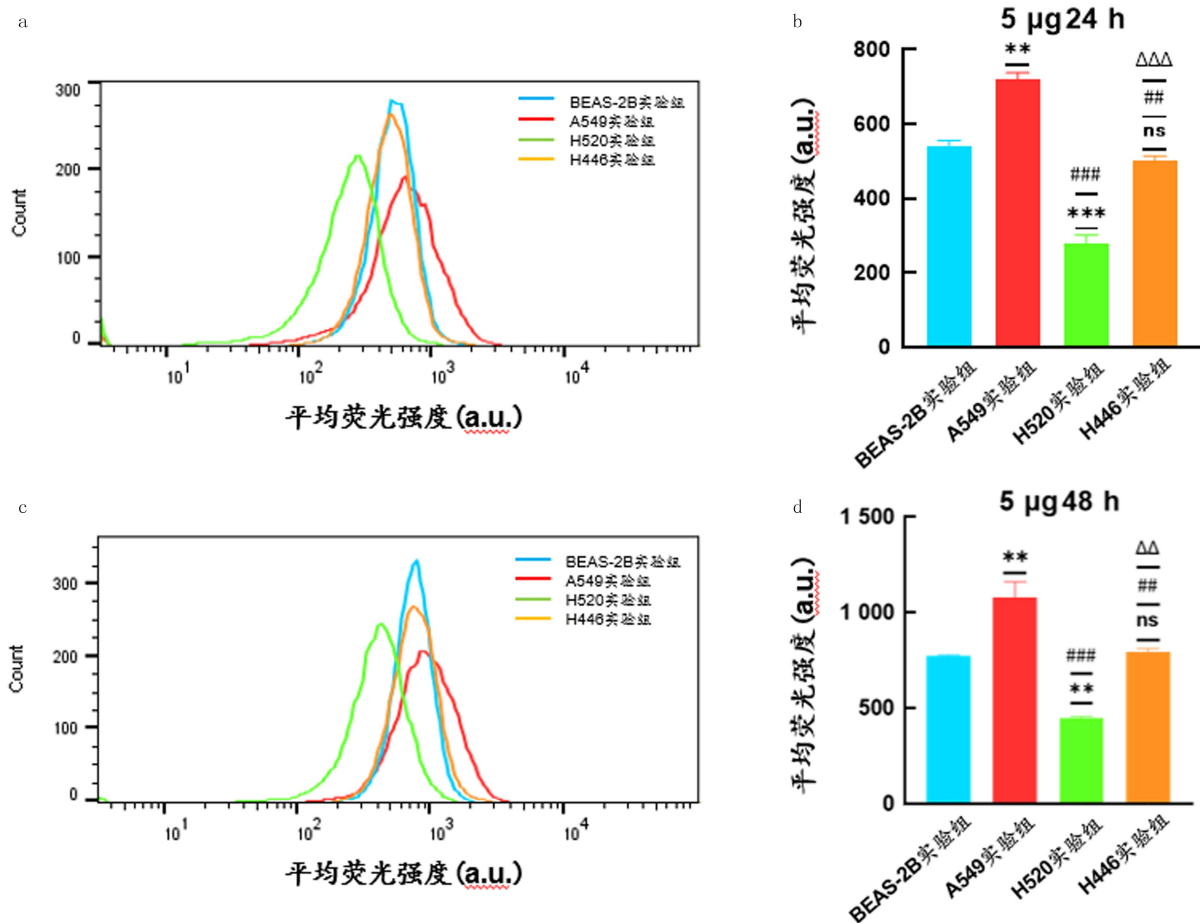 a
300
200
100
0
Count
BEAS-2B实验组
A549实验组
H520实验组
H446实验组
10¹ 10² 10³ 10⁴
平均荧光强度(a.u.)
b
5 μg 24 h
800
600
400
200
0
平均荧光强度(a.u.)
**
###
***
ΔΔΔ
##
ns
BEAS-2B实验组
A549实验组
H520实验组
H446实验组
c
300
200
100
0
Count
BEAS-2B实验组
A549实验组
H520实验组
H446实验组
10¹ 10² 10³ 10⁴
平均荧光强度(a.u.)
d
5 μg 48 h
1 500
1 000
500
0
平均荧光强度(a.u.)
**
###
**
ΔΔ
##
ns
BEAS-2B实验组
A549实验组
H520实验组
H446实验组